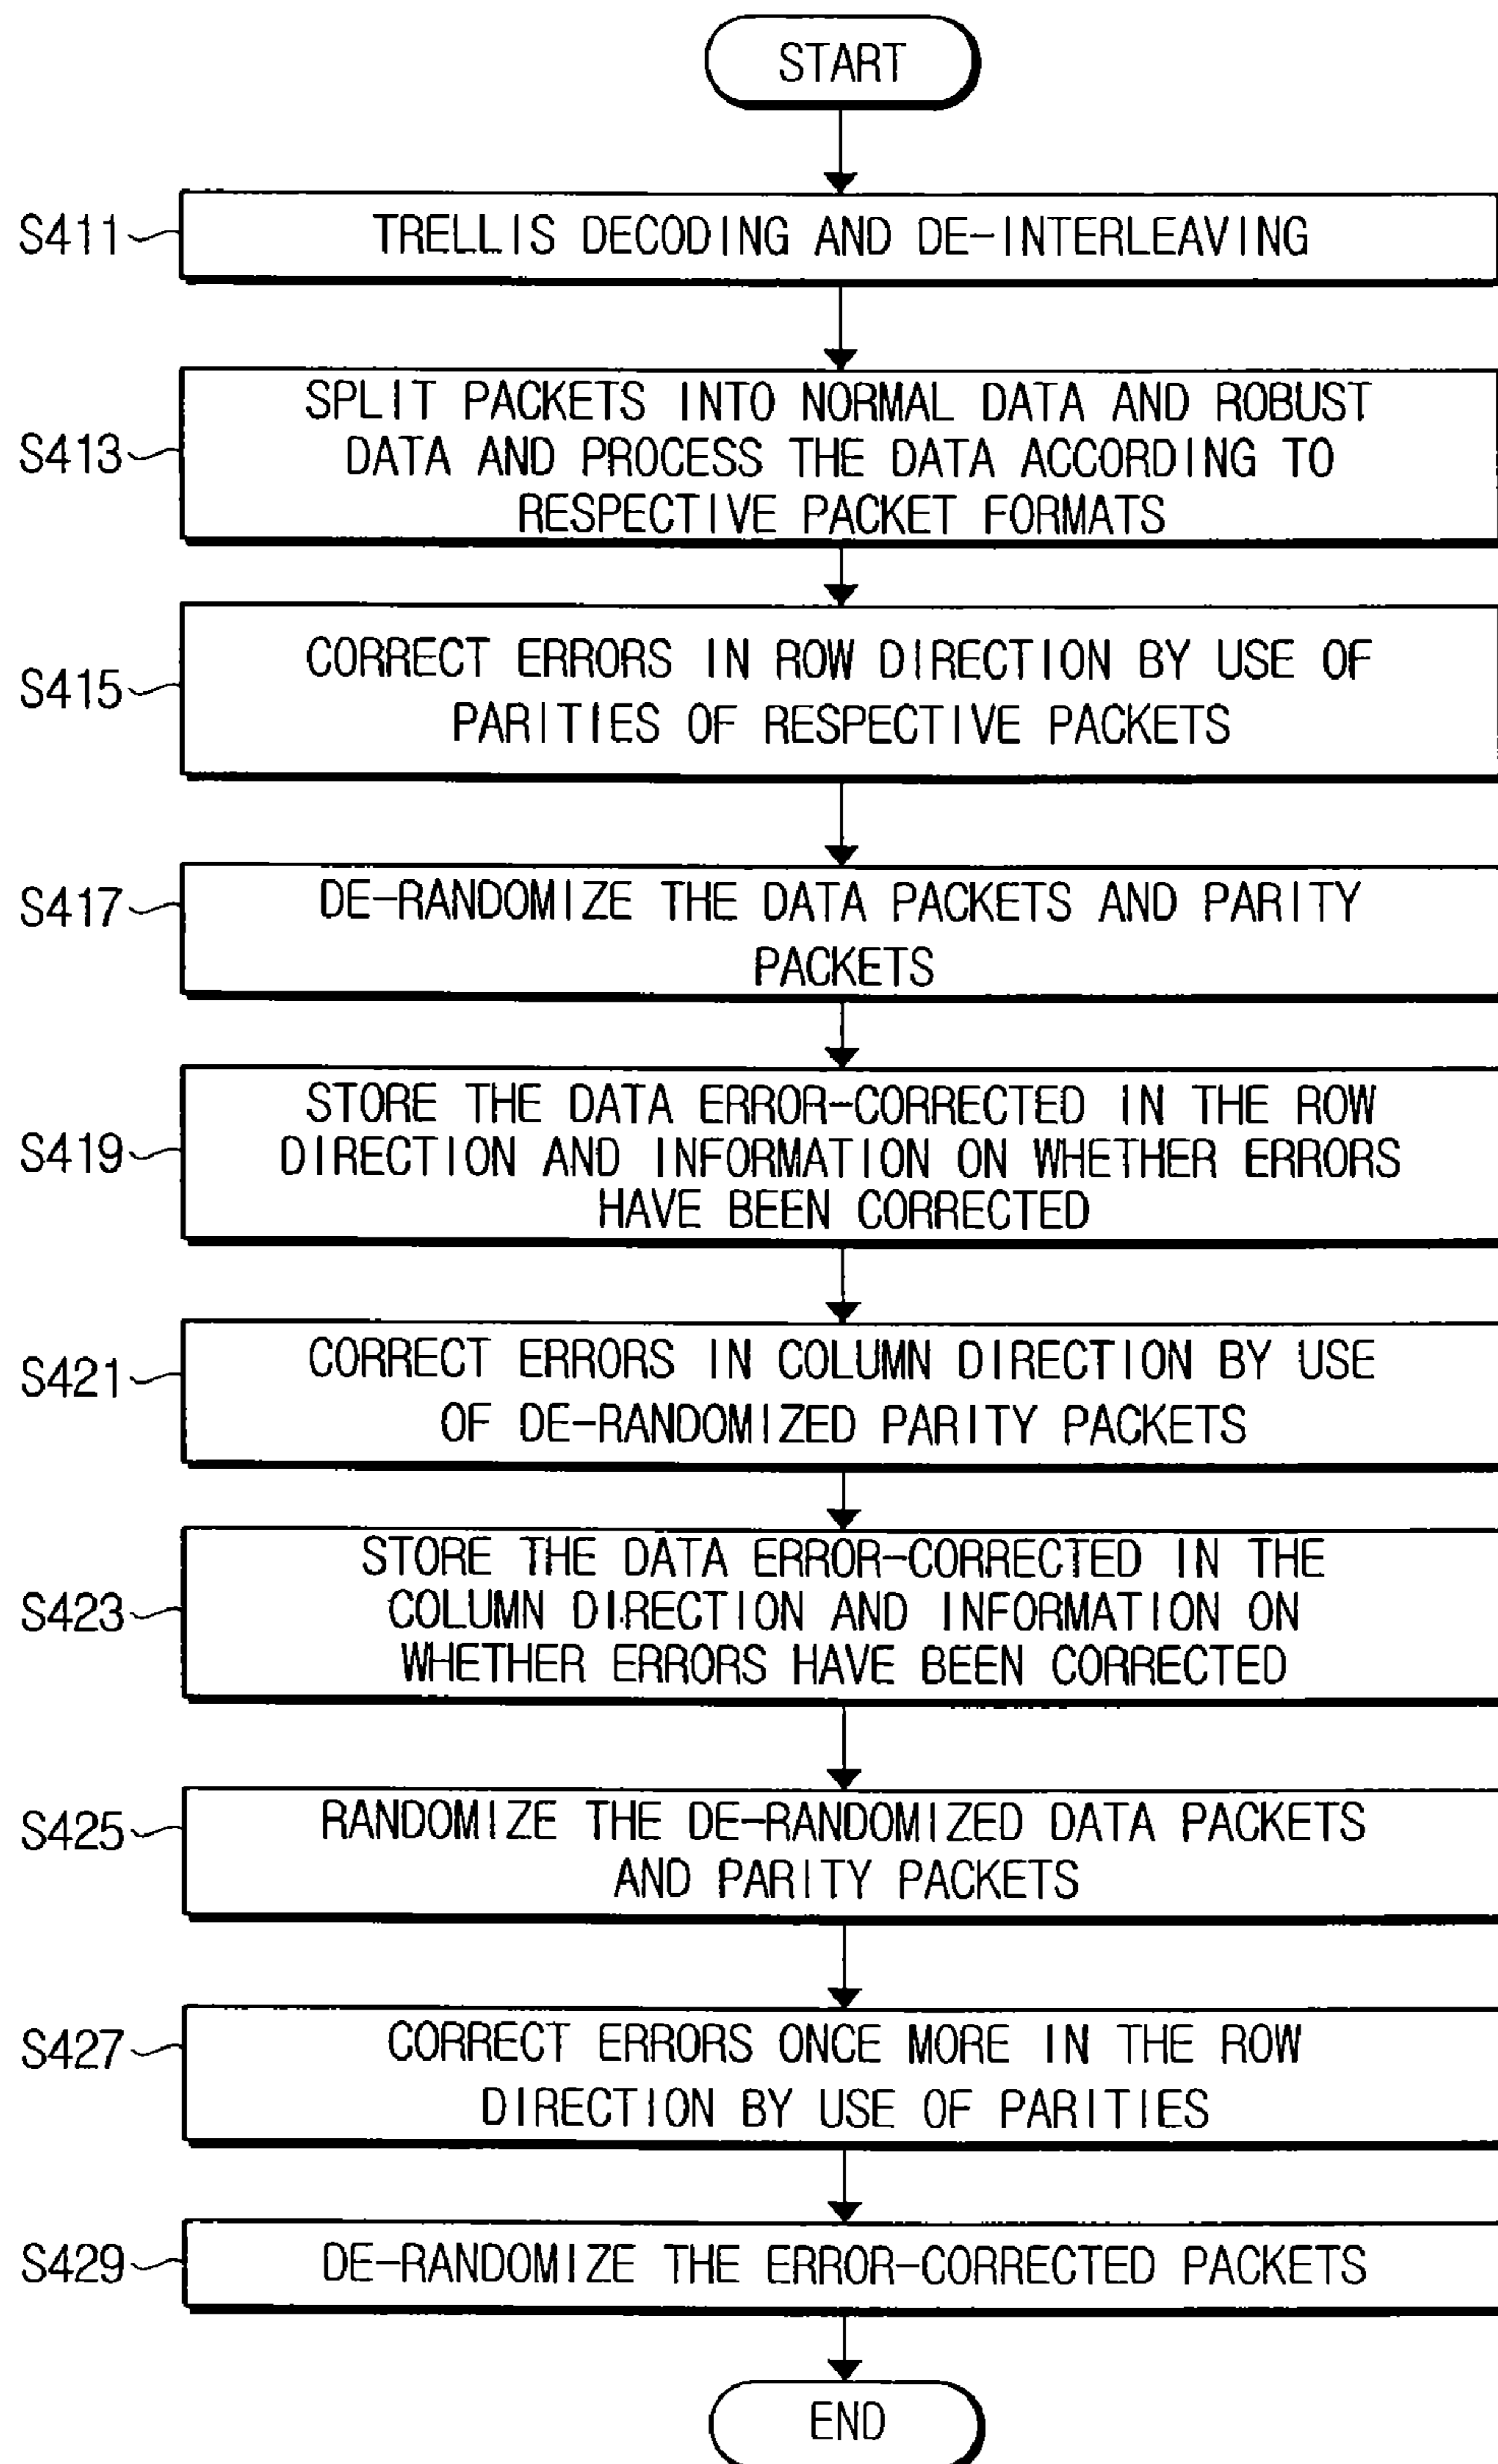 START
S411
TRELLIS DECODING AND DE-INTERLEAVING
S413
SPLIT PACKETS INTO NORMAL DATA AND ROBUST
DATA AND PROCESS THE DATA ACCORDING TO
RESPECTIVE PACKET FORMATS
S415
CORRECT ERRORS IN ROW DIRECTION BY USE OF
PARITIES OF RESPECTIVE PACKETS
S417
DE-RANDOMIZE THE DATA PACKETS AND PARITY
PACKETS
S419
STORE THE DATA ERROR-CORRECTED IN THE ROW
DIRECTION AND INFORMATION ON WHETHER ERRORS
HAVE BEEN CORRECTED
S421
CORRECT ERRORS IN COLUMN DIRECTION BY USE
OF DE-RANDOMIZED PARITY PACKETS
S423
STORE THE DATA ERROR-CORRECTED IN THE
COLUMN DIRECTION AND INFORMATION ON
WHETHER ERRORS HAVE BEEN CORRECTED
S425
RANDOMIZE THE DE-RANDOMIZED DATA PACKETS
AND PARITY PACKETS
S427
CORRECT ERRORS ONCE MORE IN THE ROW
DIRECTION BY USE OF PARITIES
S429
DE-RANDOMIZE THE ERROR-CORRECTED PACKETS
END